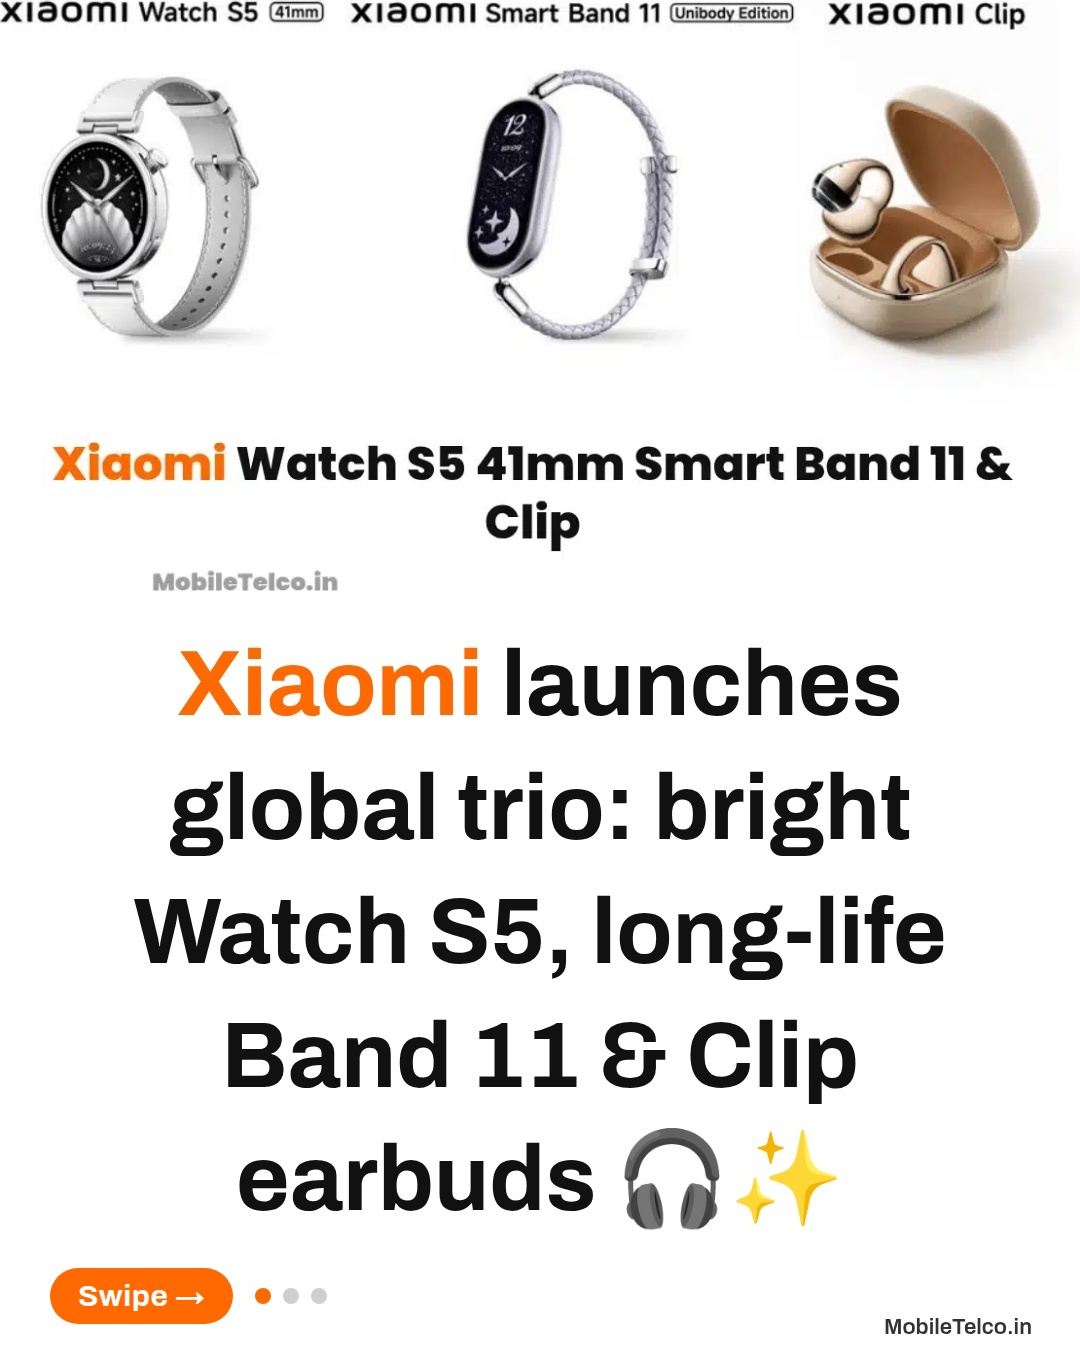 xiaomi Watch S5 41mm
xiaomi Smart Band 11 Unibody Edition
xiaomi Clip
12
Xiaomi Watch S5 41mm Smart Band 11 &
Clip
MobileTelco.in
Xiaomi launches
global trio: bright
Watch S5, long-life
Band 11 & Clip
earbuds 🎧✨
Swipe →
MobileTelco.in